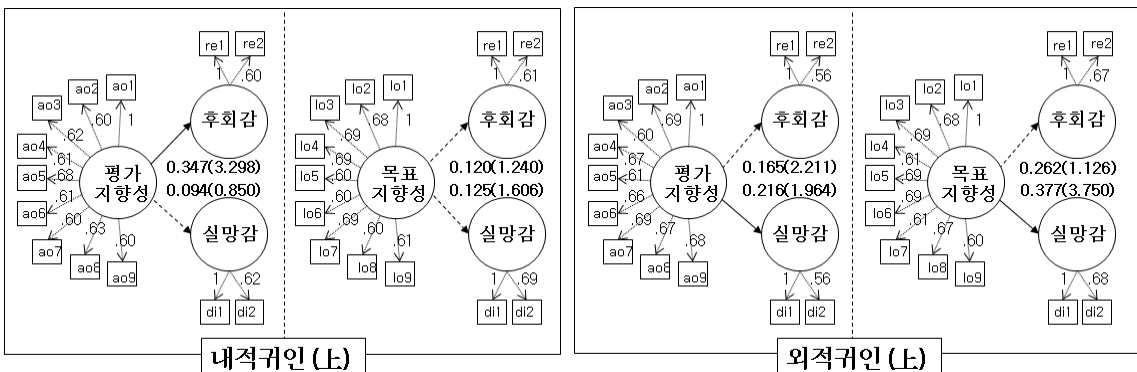 re1 re2
1 .60
후회감
ao3 ao2 ao1
.62 .60 1
ao4
.61
ao5 .68
평가
지향성
0.347(3.298)
0.094(0.850)
ao6 .61
.60 .63 .60
ao7 ao8 ao9
실망감
1 .62
di1 di2
re1 re2
1 .61
후회감
lo3 lo2 lo1
.69 .68 1
lo4
.69
lo5 .60
목표
지향성
0.120(1.240)
0.125(1.606)
lo6 .60
.69 .60 .61
lo7 lo8 lo9
실망감
1 .69
di1 di2
내적귀인 (上)
re1 re2
1 .56
후회감
ao3 ao2 ao1
.60 .69 1
ao4
.67
ao5 .61
평가
지향성
0.165(2.211)
0.216(1.964)
ao6 .66
.69 .67 .68
ao7 ao8 ao9
실망감
1 .56
di1 di2
re1 re2
1 .67
후회감
lo3 lo2 lo1
.69 .68 1
lo4
.61
lo5 .69
목표
지향성
0.262(1.126)
0.377(3.750)
lo6 .69
.61 .67 .60
lo7 lo8 lo9
실망감
1 .68
di1 di2
외적귀인 (上)